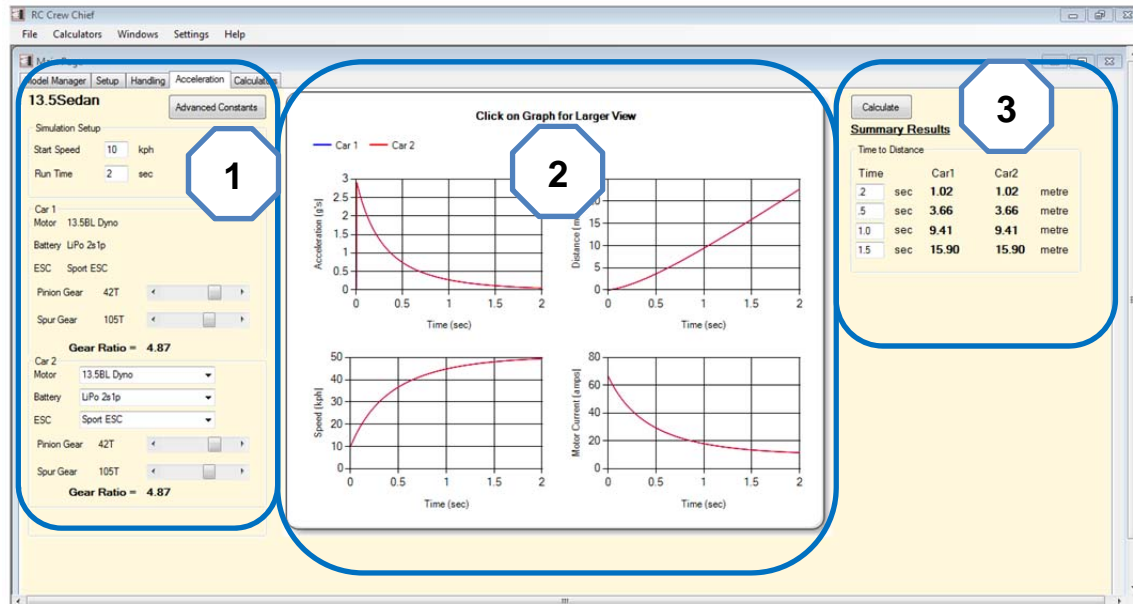 RC Crew Chief
File Calculators Windows Settings Help
Model Manager Setup Handling Acceleration Calculators
13.5Sedan
Advanced Constants
Simulation Setup
Start Speed 10 kph
Run Time 2 sec
1
Car 1
Motor 13.5BL Dyno
Battery LiPo 2s1p
ESC Sport ESC
Pinion Gear 42T
Spur Gear 105T
Gear Ratio = 4.87
Car 2
Motor 13.5BL Dyno
Battery LiPo 2s1p
ESC Sport ESC
Pinion Gear 42T
Spur Gear 105T
Gear Ratio = 4.87
Click on Graph for Larger View
Car 1 Car 2
2
Acceleration [g's]
3
2.5
2
1.5
1
0.5
0
0 0.5 1 1.5 2
Time (sec)
Distance
15
10
5
0
0 0.5 1 1.5 2
Time (sec)
Speed [kph]
50
40
30
20
10
0
0 0.5 1 1.5 2
Time (sec)
Motor Current [amps]
80
60
40
20
0
0 0.5 1 1.5 2
Time (sec)
Calculate
3
Summary Results
Time to Distance
Time Car1 Car2
.2 sec 1.02 1.02 metre
.5 sec 3.66 3.66 metre
1.0 sec 9.41 9.41 metre
1.5 sec 15.90 15.90 metre